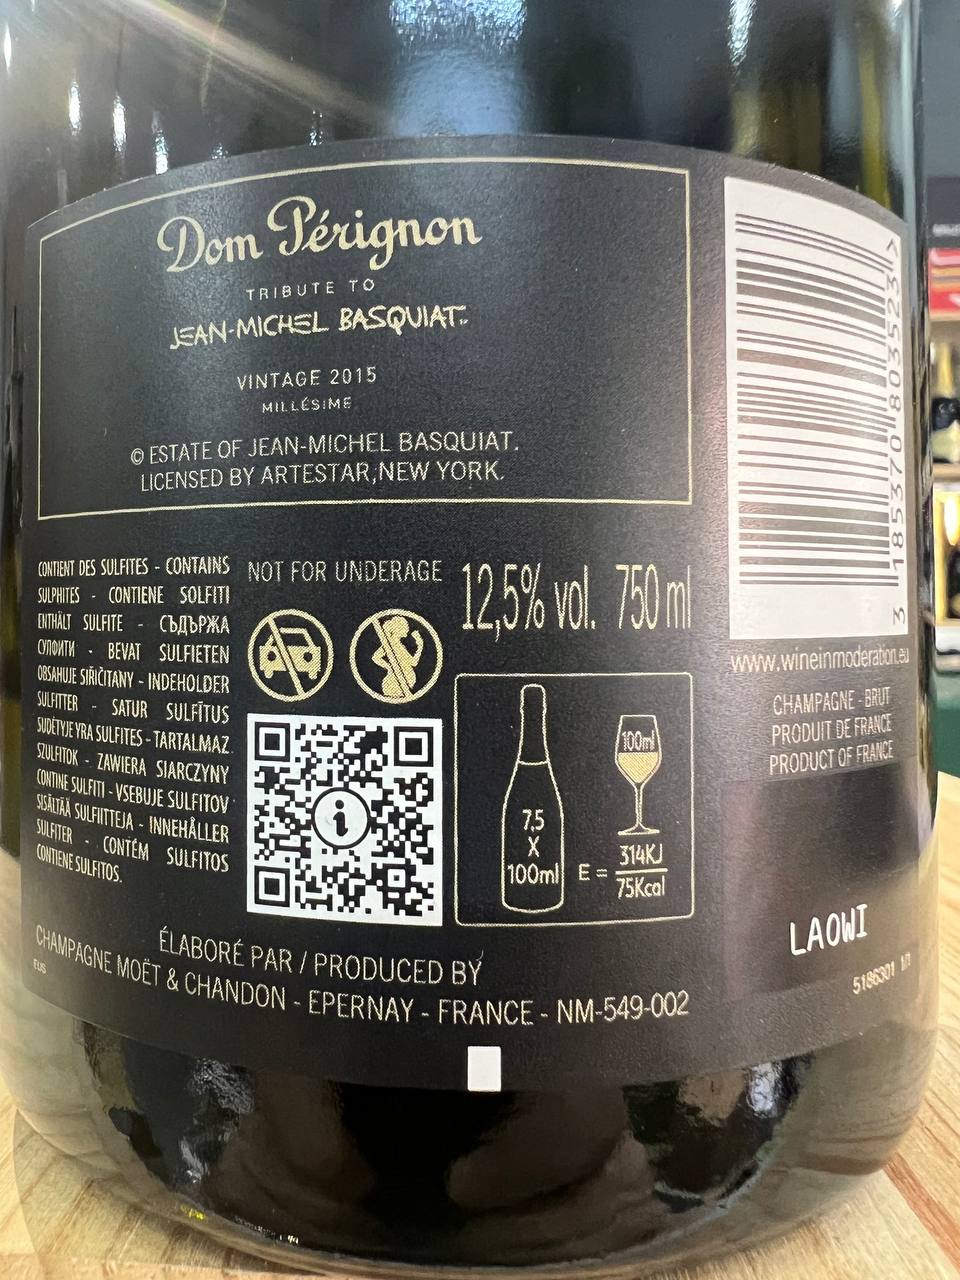 Dom Pérignon
TRIBUTE TO
JEAN-MICHEL BASQUIAT.
VINTAGE 2015
MILLÉSIME
© ESTATE OF JEAN-MICHEL BASQUIAT.
LICENSED BY ARTESTAR,NEW YORK.
CONTIENT DES SULFITES - CONTAINS
SULPHITES - CONTIENE SOLFITI
ENTHÄLT SULFITE - СЪДЪРЖА
СУЛФИТИ - BEVAT SULFIETEN
OBSAHUJE SIŘIČITANY - INDEHOLDER
SULFITTER - SATUR SULFĪTUS
SUDĖTYJE YRA SULFITES - TARTALMAZ
SZULFITOK - ZAWIERA SIARCZYNY
CONTINE SULFITI - VSEBUJE SULFITOV
SISÄLTÄÄ SULFIITTEJA - INNEHÅLLER
SULFITER - CONTÉM SULFITOS
CONTIENE SULFITOS.
NOT FOR UNDERAGE
12,5% vol. 750 ml
i
7,5
X
100ml
100ml
E = 314KJ
75Kcal
ÉLABORÉ PAR / PRODUCED BY
CHAMPAGNE MOËT & CHANDON - EPERNAY - FRANCE - NM-549-002
EUS
3 185370 803523
www.wineinmoderation.eu
CHAMPAGNE - BRUT
PRODUIT DE FRANCE
PRODUCT OF FRANCE
LAOWI
5186301 1/1